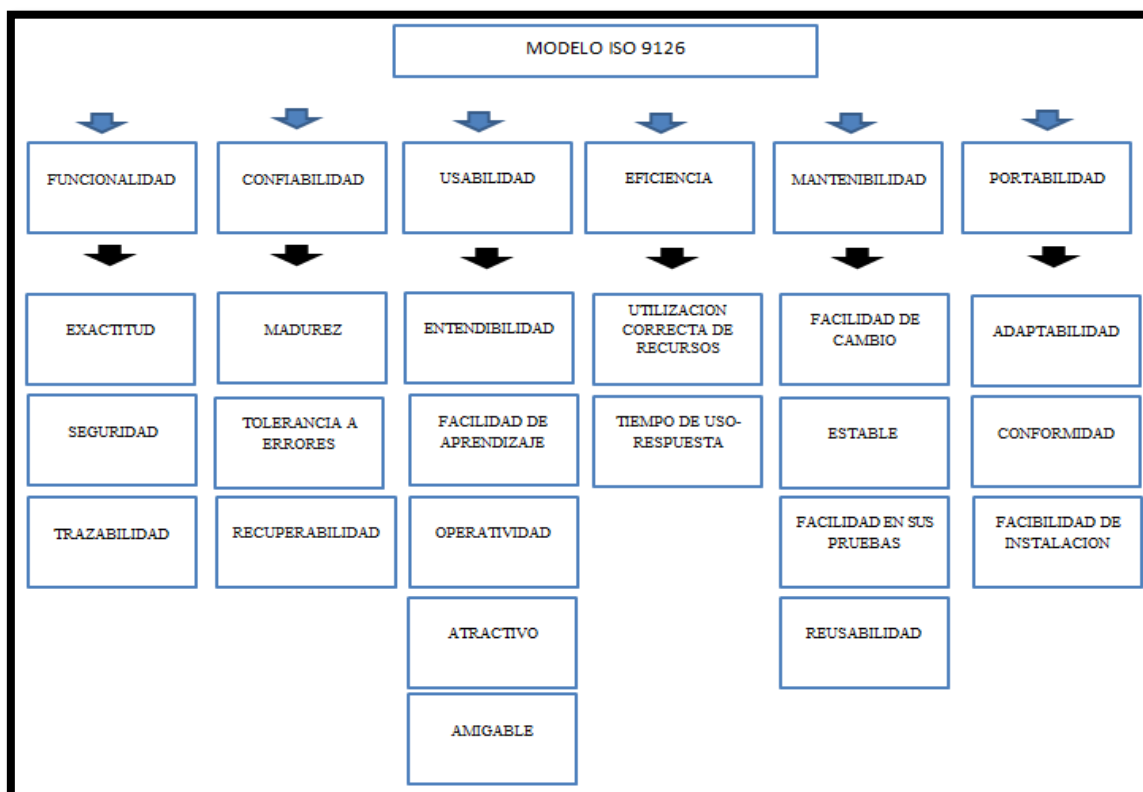 MODELO ISO 9126
FUNCIONALIDAD
CONFIABILIDAD
USABILIDAD
EFICIENCIA
MANTENIBILIDAD
PORTABILIDAD
EXACTITUD
MADUREZ
ENTENDIBILIDAD
UTILIZACION
CORRECTA DE
RECURSOS
FACILIDAD DE
CAMBIO
ADAPTABILIDAD
SEGURIDAD
TOLERANCIA A
ERRORES
FACILIDAD DE
APRENDIZAJE
TIEMPO DE USO-
RESPUESTA
ESTABLE
CONFORMIDAD
TRAZABILIDAD
RECUPERABILIDAD
OPERATIVIDAD
FACILIDAD EN SUS
PRUEBAS
FACIBILIDAD DE
INSTALACION
ATRACTIVO
REUSABILIDAD
AMIGABLE